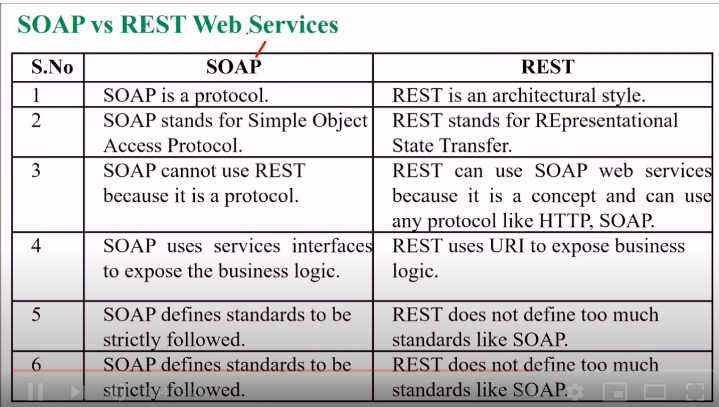 SOAP vs REST Web Services
S.No SOAP REST
1 SOAP is a protocol. REST is an architectural style.
2 SOAP stands for Simple Object REST stands for REpresentational
Access Protocol. State Transfer.
3 SOAP cannot use REST REST can use SOAP web services
because it is a protocol. because it is a concept and can use
any protocol like HTTP, SOAP.
4 SOAP uses services interfaces REST uses URI to expose business
to expose the business logic. logic.
5 SOAP defines standards to be REST does not define too much
strictly followed. standards like SOAP.
6 SOAP defines standards to be REST does not define too much
strictly followed. standards like SOAP.